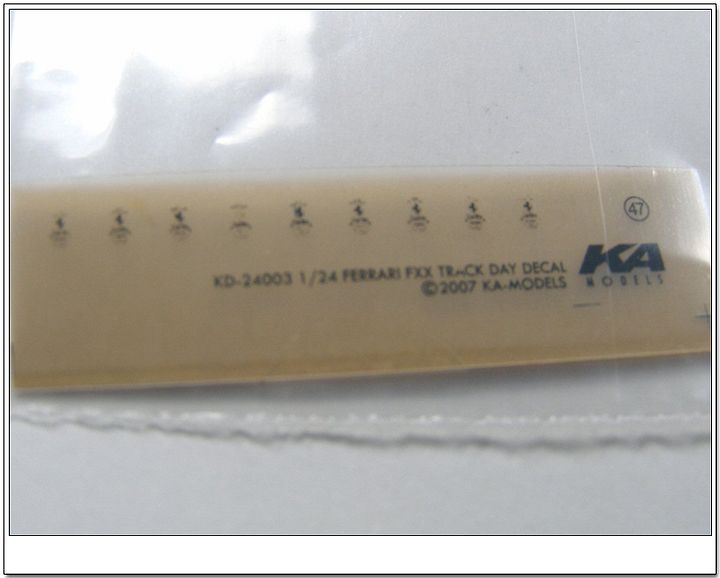 47
KD-24003 1/24 FERRARI FXX TRACK DAY DECAL
©2007 KA-MODELS
KA
MODELS